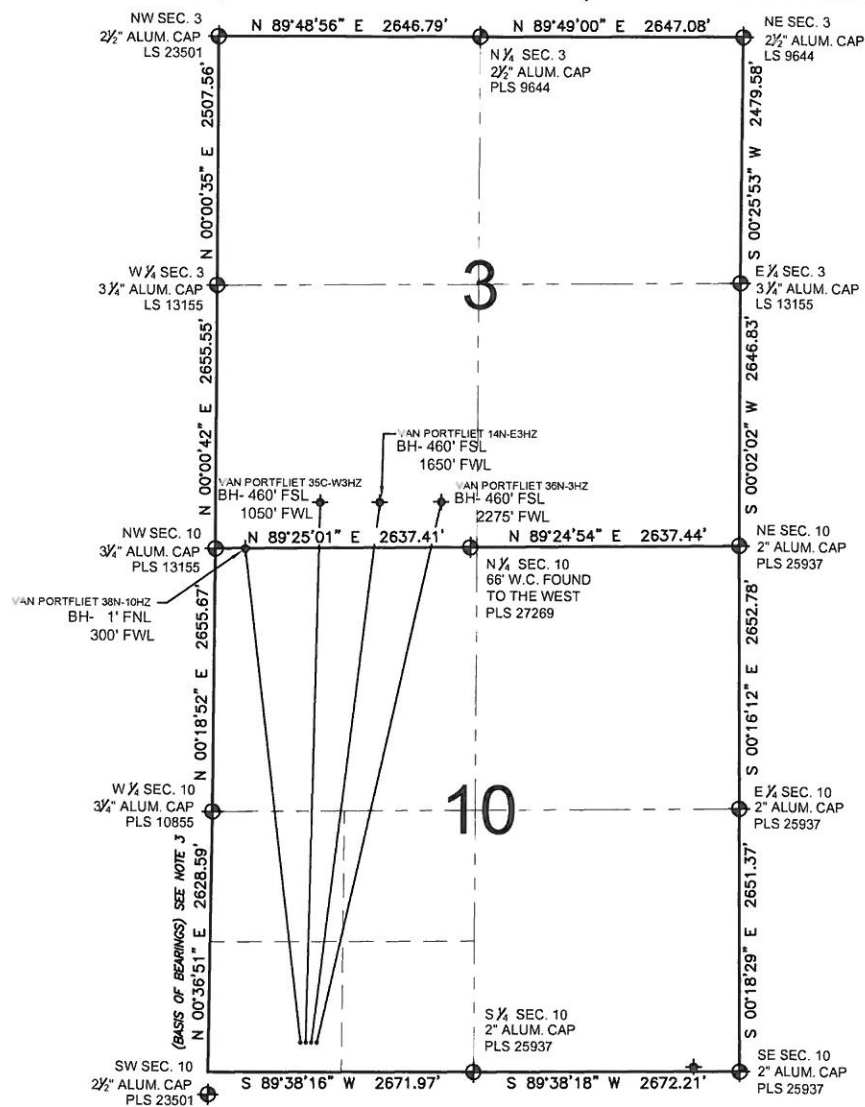 NW SEC. 3
2½" ALUM. CAP
LS 23501
N 89°48'56" E 2646.79'
N 89°49'00" E 2647.08'
NE SEC. 3
2½" ALUM. CAP
LS 9644
N ¼ SEC. 3
2½" ALUM. CAP
PLS 9644
N 00°00'35" E 2507.56'
S 00°25'53" W 2479.58'
W ¼ SEC. 3
3¼" ALUM. CAP
LS 13155
3
E ¼ SEC. 3
3¼" ALUM. CAP
LS 13155
N 00°00'42" E 2655.55'
S 00°02'02" W 2646.83'
VAN PORTFLIET 14N-E3HZ
BH- 460' FSL
1650' FWL
VAN PORTFLIET 35C-W3HZ
BH- 460' FSL
1050' FWL
VAN PORTFLIET 36N-3HZ
BH- 460' FSL
2275' FWL
NW SEC. 10
3¼" ALUM. CAP
PLS 13155
N 89°25'01" E 2637.41'
N 89°24'54" E 2637.44'
NE SEC. 10
2" ALUM. CAP
PLS 25937
N ¼ SEC. 10
66' W.C. FOUND
TO THE WEST
PLS 27269
VAN PORTFLIET 38N-10HZ
BH- 1' FNL
300' FWL
N 00°18'52" E 2655.67'
S 00°16'12" E 2652.78'
W ¼ SEC. 10
3¼" ALUM. CAP
PLS 10855
10
E ¼ SEC. 10
2" ALUM. CAP
PLS 25937
(BASIS OF BEARINGS) SEE NOTE 3
N 00°36'51" E 2628.59'
S 00°18'29" E 2651.37'
S ¼ SEC. 10
2" ALUM. CAP
PLS 25937
SW SEC. 10
2½" ALUM. CAP
PLS 23501
S 89°38'16" W 2671.97'
S 89°38'18" W 2672.21'
SE SEC. 10
2" ALUM. CAP
PLS 25937